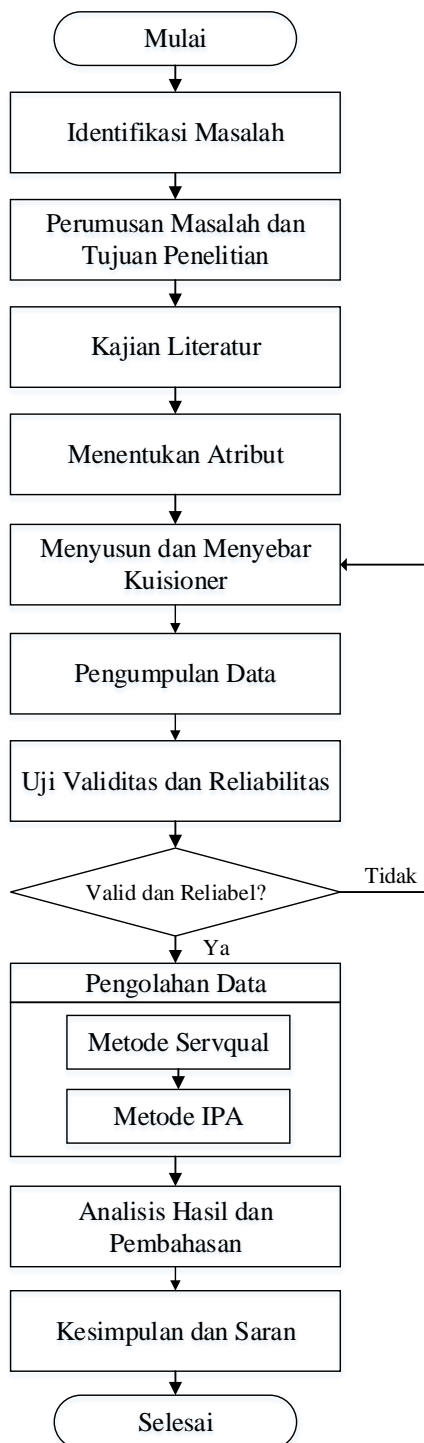 Mulai
Identifikasi Masalah
Perumusan Masalah dan
Tujuan Penelitian
Kajian Literatur
Menentukan Atribut
Menyusun dan Menyebar
Kuisioner
Pengumpulan Data
Uji Validitas dan Reliabilitas
Valid dan Reliabel?
Tidak
Ya
Pengolahan Data
Metode Servqual
Metode IPA
Analisis Hasil dan
Pembahasan
Kesimpulan dan Saran
Selesai